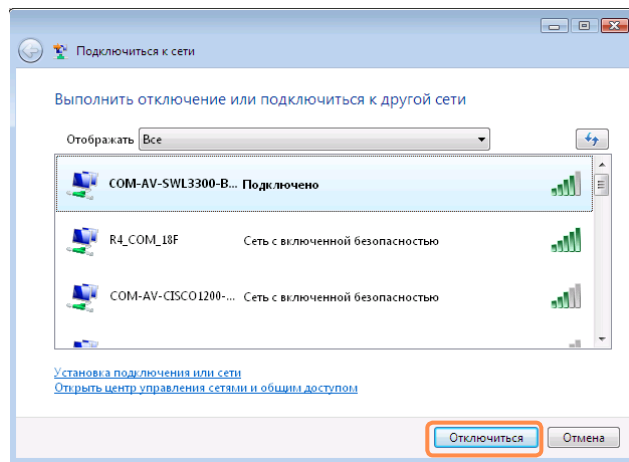 Подключиться к сети
Выполнить отключение или подключиться к другой сети
Отображать Все
COM-AV-SWL3300-B... Подключено
R4_COM_18F Сеть с включенной безопасностью
COM-AV-CISCO1200-... Сеть с включенной безопасностью
Установка подключения или сети
Открыть центр управления сетями и общим доступом
Отключиться Отмена